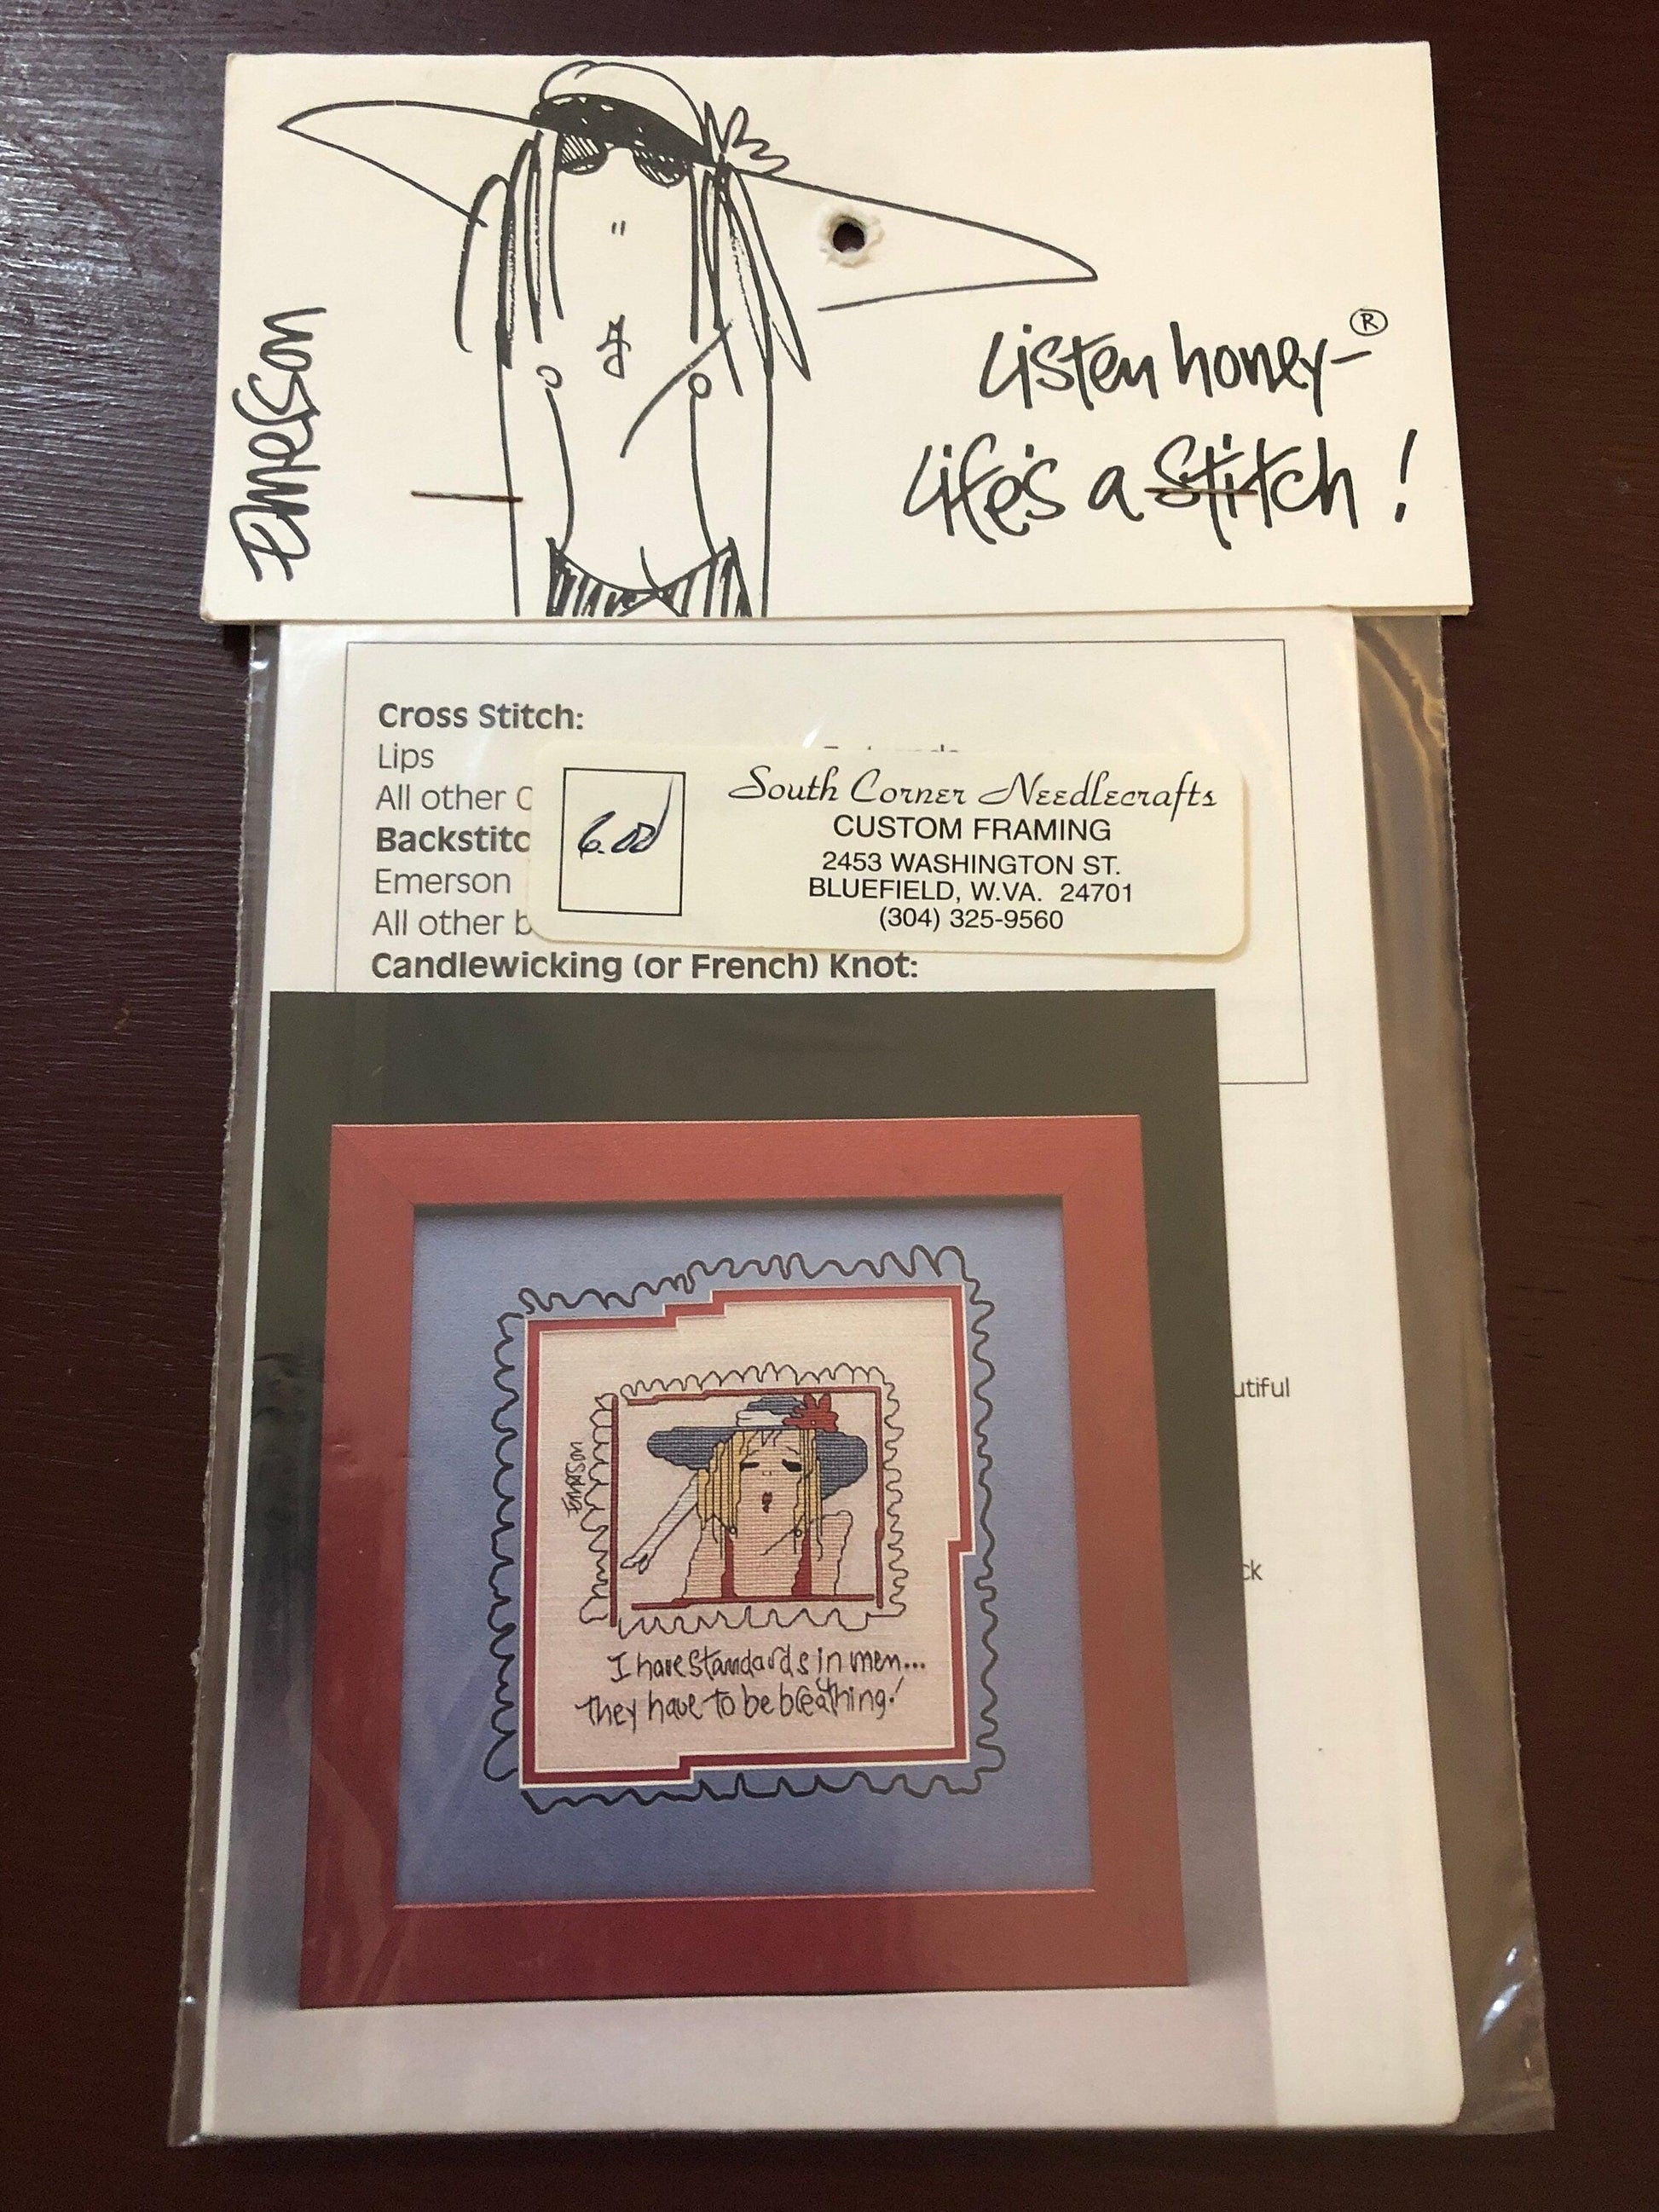 Emerson
Listen honey-®
Life's a Stitch!
Cross Stitch:
Lips
All other
Backstitc
Emerson
All other b
Candlewicking (or French) Knot:
6.00
South Corner Needlecrafts
CUSTOM FRAMING
2453 WASHINGTON ST.
BLUEFIELD, W.VA. 24701
(304) 325-9560
utiful
ck
Emerson
I have standards in men...
they have to be breathing!